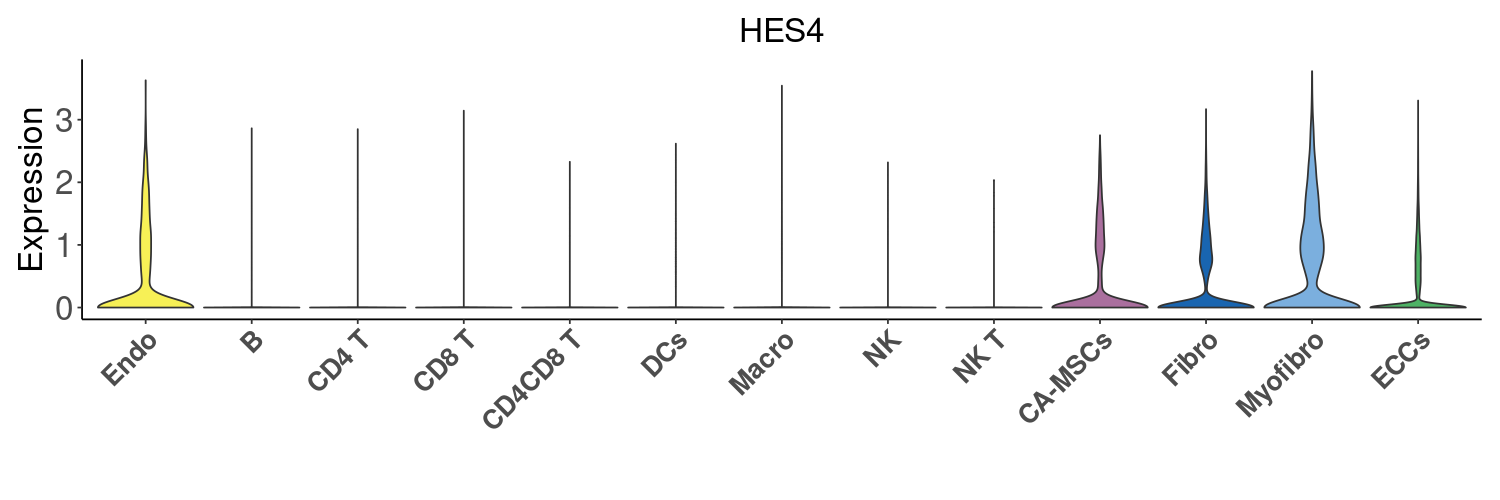 HES4
Expression
3
2
1
0
Endo
B
CD4 T
CD8 T
CD4CD8 T
DCs
Macro
NK
NK T
CA-MSCs
Fibro
Myofibro
ECCs